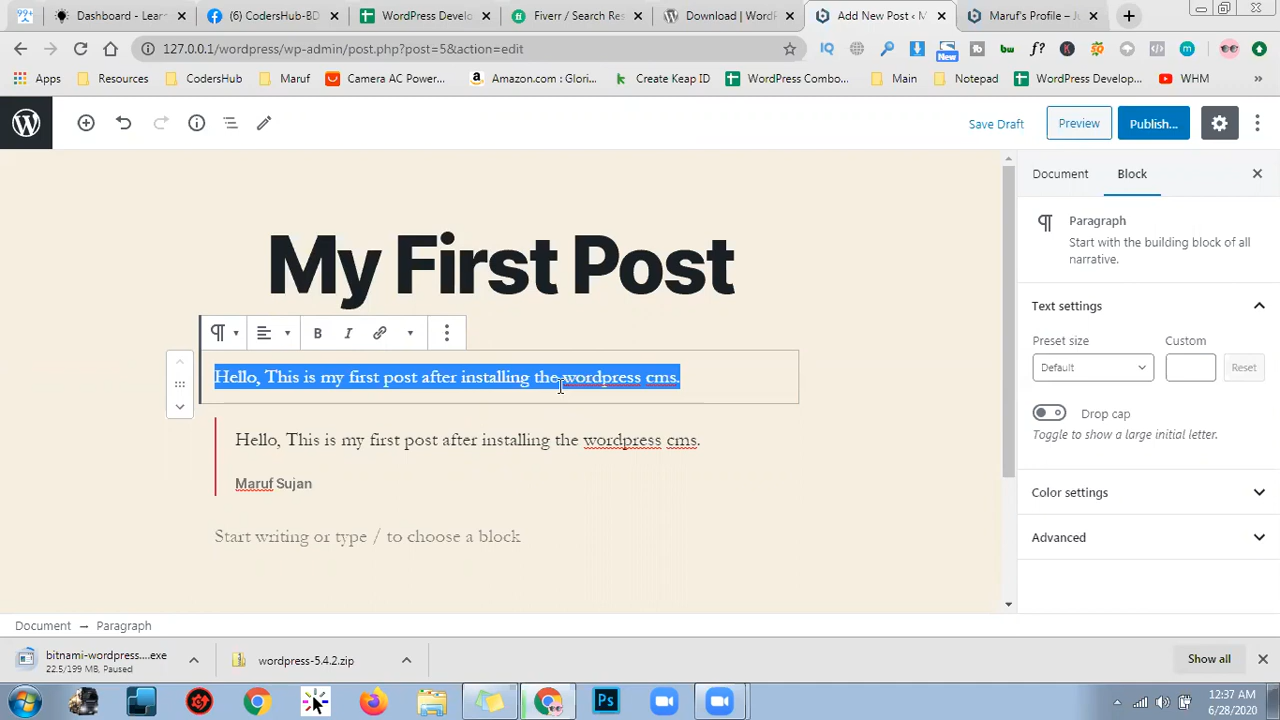 99+
Dashboard - Lear
(6) CodersHub-BD
WordPress Develo
Fiverr / Search Res
Download | WordP
Add New Post ‹ M
Maruf's Profile – Jo
127.0.0.1/wordpress/wp-admin/post.php?post=5&action=edit
New
bw
f?
Apps
Resources
CodersHub
Maruf
Camera AC Power...
Amazon.com : Glori...
Create Keap ID
WordPress Combo...
Main
Notepad
WordPress Develop...
WHM
Save Draft
Preview
Publish...
Document
Block
My First Post
Paragraph
Start with the building block of all
narrative.
B
I
Text settings
Hello, This is my first post after installing the wordpress cms.
Preset size
Custom
Default
Reset
Drop cap
Toggle to show a large initial letter.
Hello, This is my first post after installing the wordpress cms.
Maruf Sujan
Color settings
Start writing or type / to choose a block
Advanced
Document → Paragraph
bitnami-wordpress....exe
22.5/199 MB, Paused
wordpress-5.4.2.zip
Show all
Ps
12:37 AM
6/28/2020